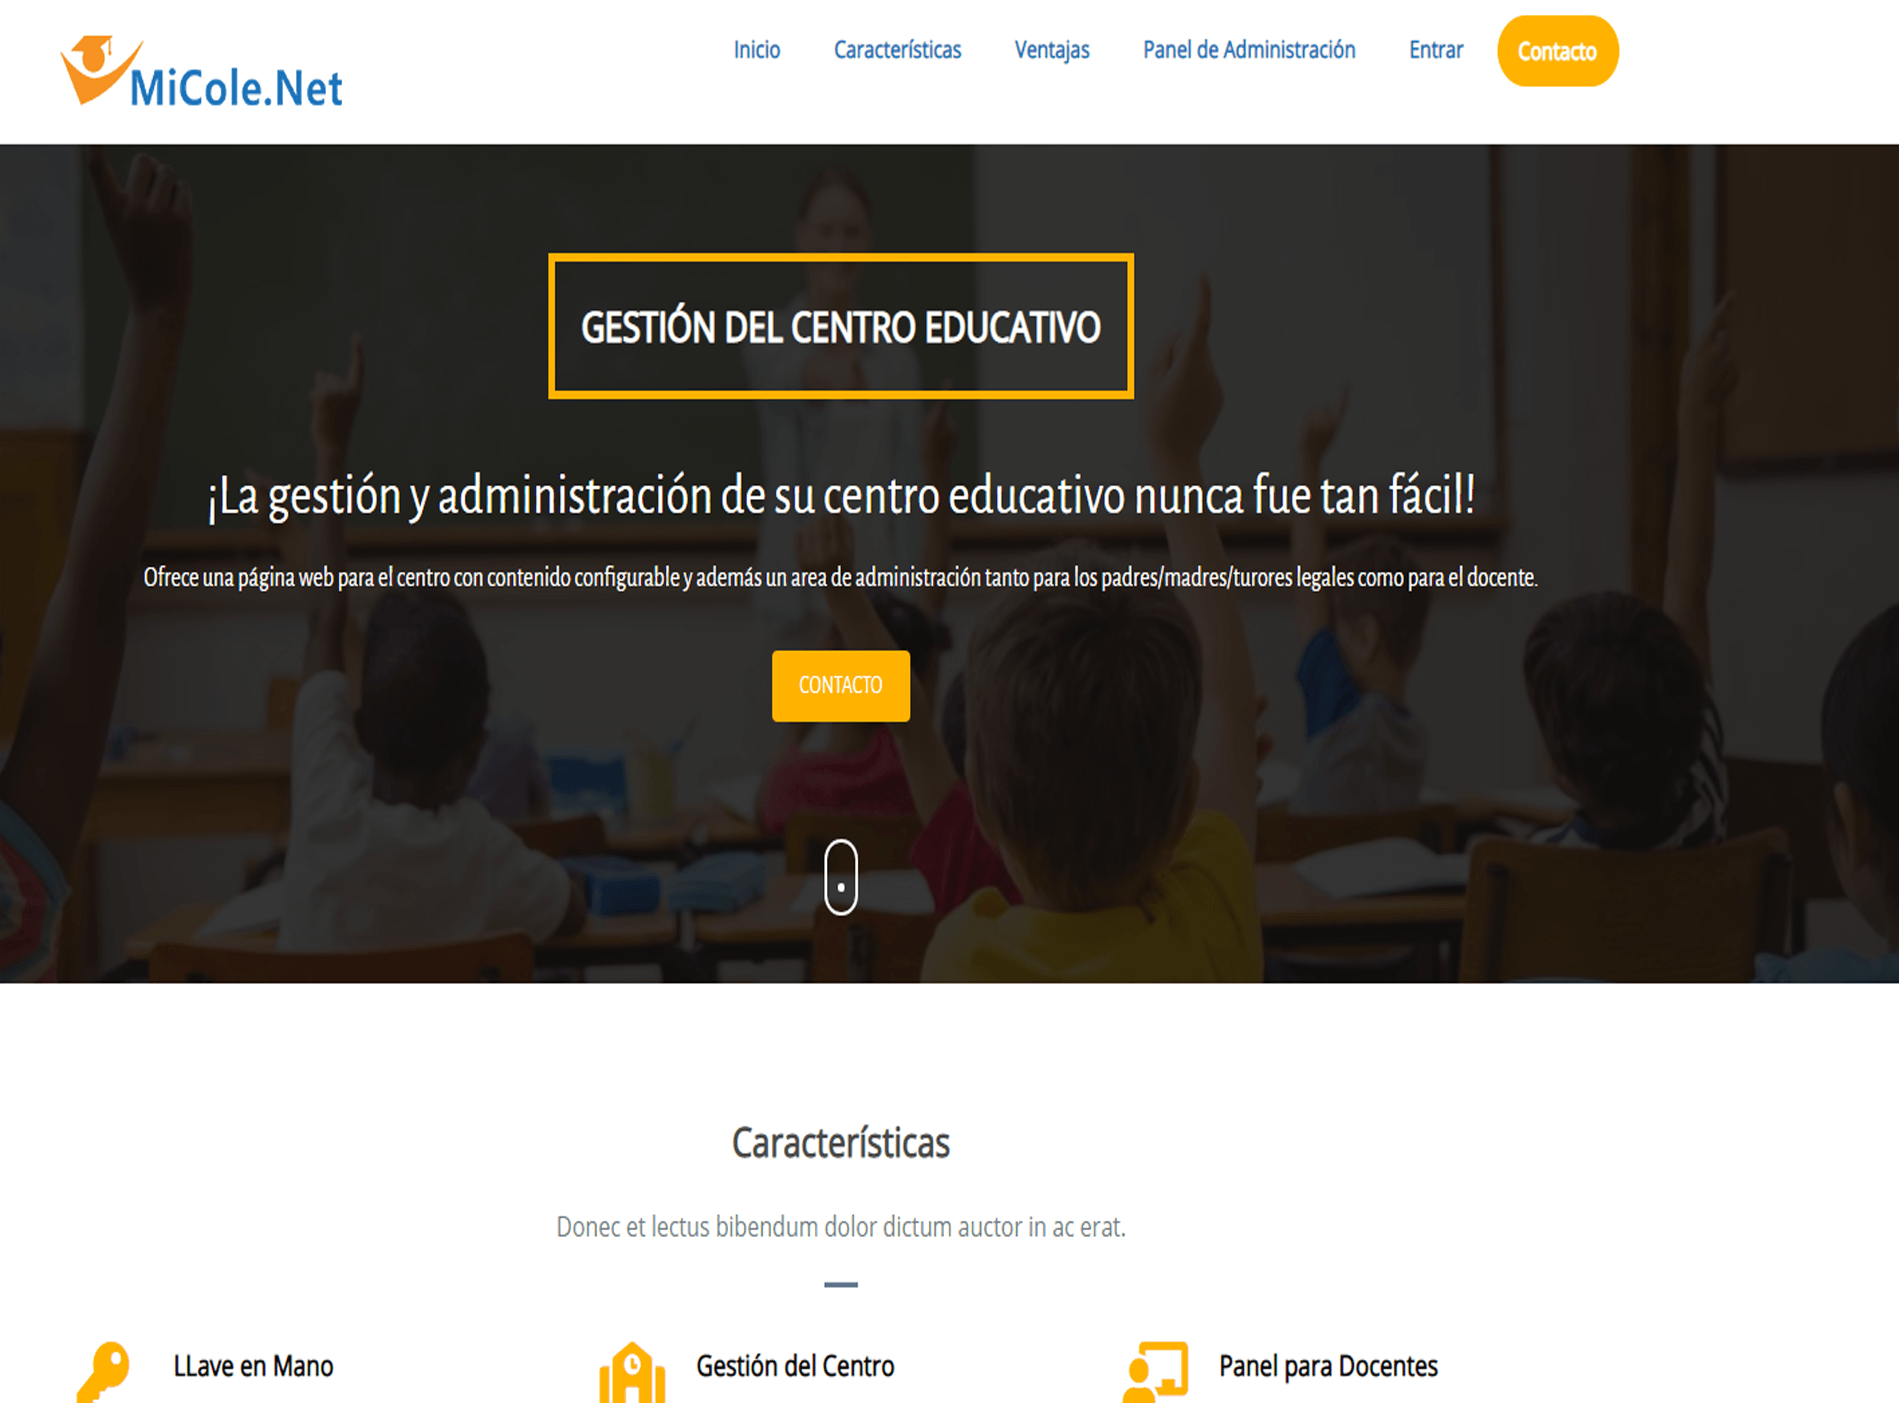 MiCole.Net
Inicio
Características
Ventajas
Panel de Administración
Entrar
Contacto
GESTIÓN DEL CENTRO EDUCATIVO
¡La gestión y administración de su centro educativo nunca fue tan fácil!
Ofrece una página web para el centro con contenido configurable y además un area de administración tanto para los padres/madres/turores legales como para el docente.
CONTACTO
Características
Donec et lectus bibendum dolor dictum auctor in ac erat.
LLave en Mano
Gestión del Centro
Panel para Docentes